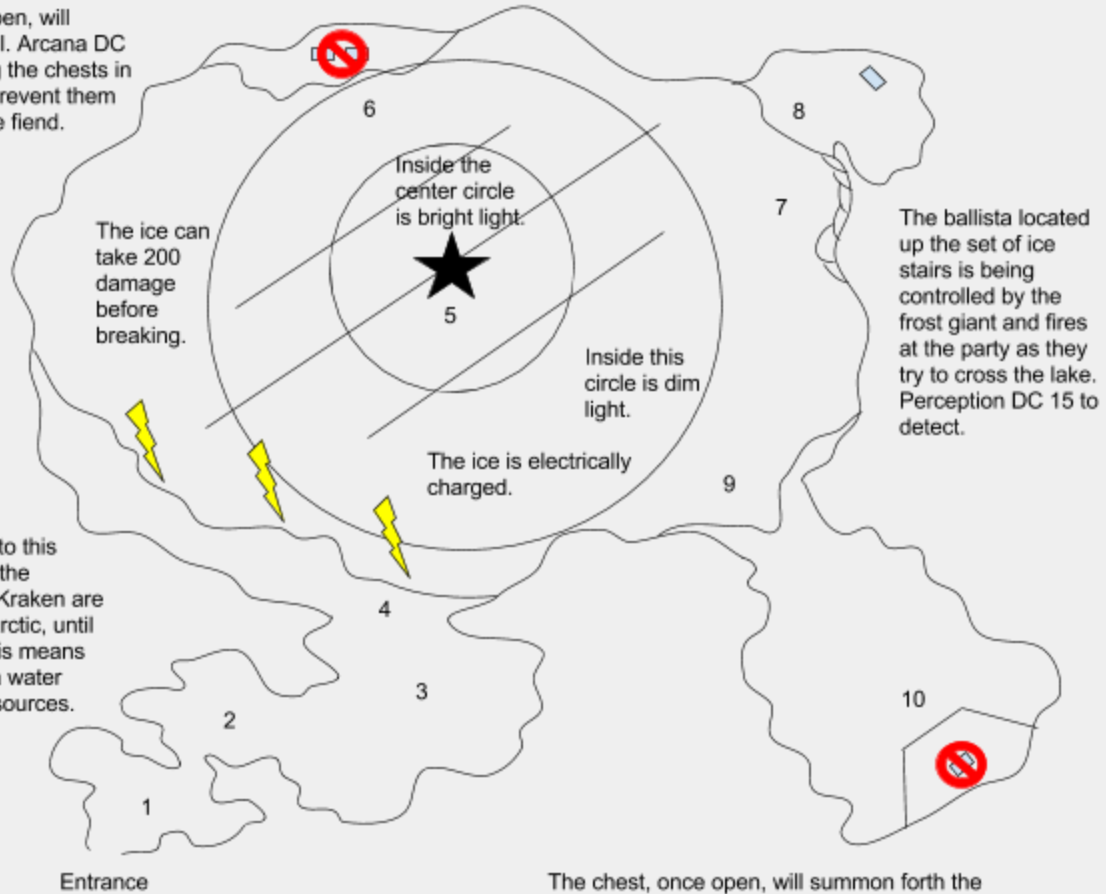 pen, will
l. Arcana DC
g the chests in
revent them
e fiend.
6
8
Inside the
center circle
is bright light.
7
The ice can
take 200
damage
before
breaking.
The ballista located
up the set of ice
stairs is being
controlled by the
frost giant and fires
at the party as they
try to cross the lake.
Perception DC 15 to
detect.
5
Inside this
circle is dim
light.
The ice is electrically
charged.
9
to this
the
Kraken are
rctic, until
is means
water
sources.
4
3
2
10
1
Entrance
The chest, once open, will summon forth the